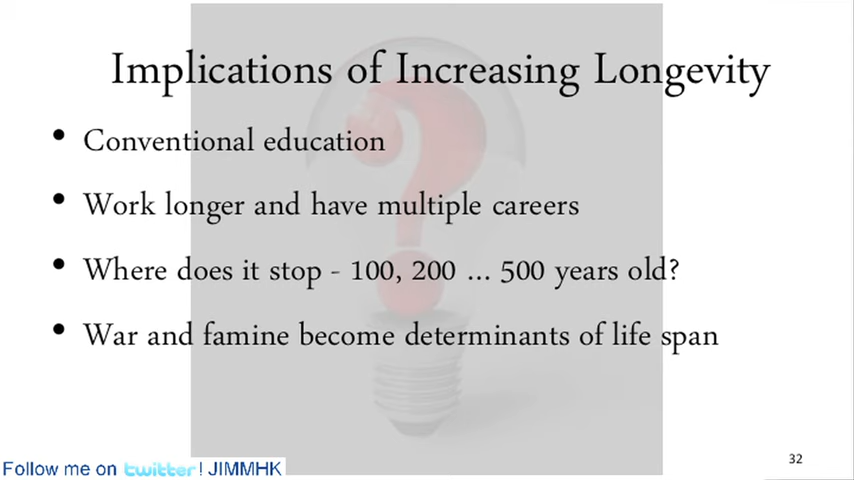 Implications of Increasing Longevity
• Conventional education
• Work longer and have multiple careers
• Where does it stop - 100, 200 ... 500 years old?
• War and famine become determinants of life span
32
Follow me on twitter! JIMMHK